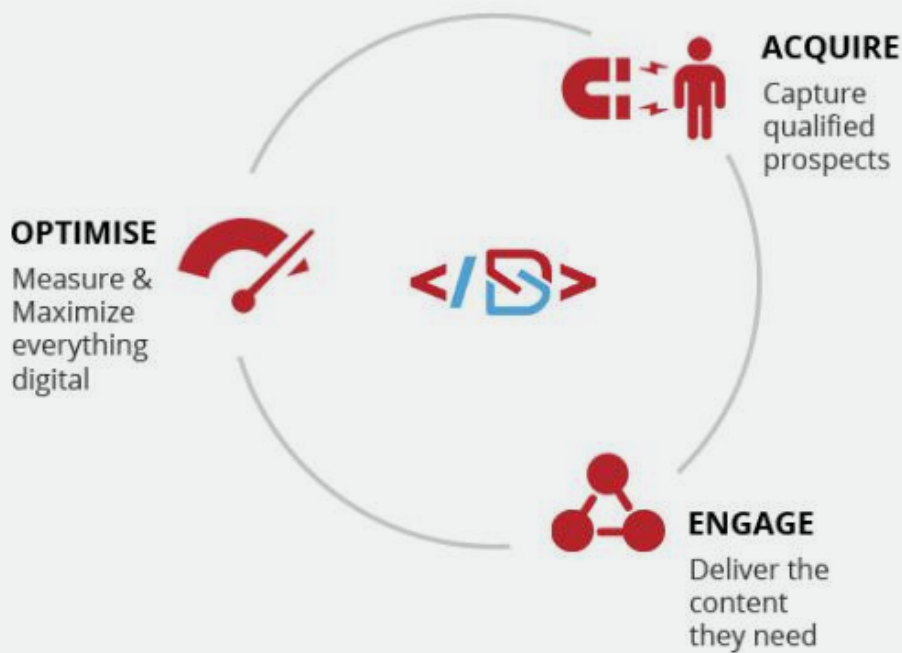 ACQUIRE
Capture
qualified
prospects
OPTIMISE
Measure &
Maximize
everything
digital
</B>
ENGAGE
Deliver the
content
they need